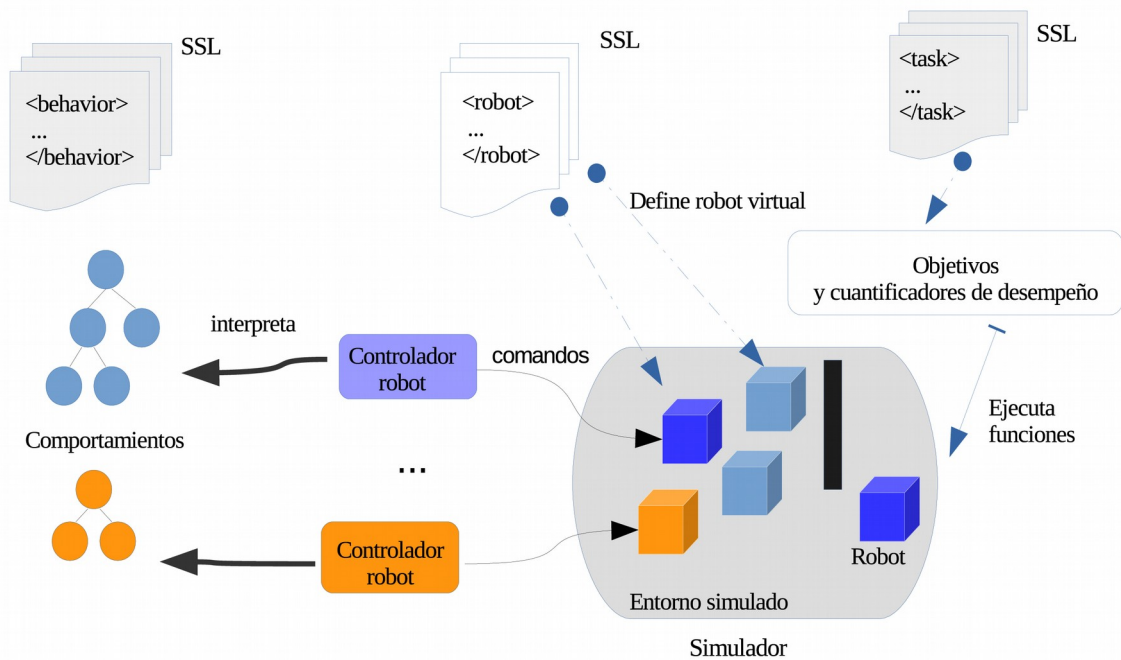 SSL
<behavior>
...
</behavior>
SSL
<robot>
...
</robot>
SSL
<task>
...
</task>
Define robot virtual
Objetivos
y cuantificadores de desempeño
interpreta
Controlador
robot
comandos
Ejecuta
funciones
Comportamientos
...
Controlador
robot
Robot
Entorno simulado
Simulador